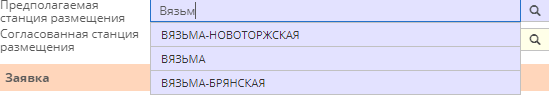 Предполагаемая
станция размещения
Вязьм
Согласованная станция
размещения
ВЯЗЬМА-НОВОТОРЖСКАЯ
ВЯЗЬМА
ВЯЗЬМА-БРЯНСКАЯ
Заявка